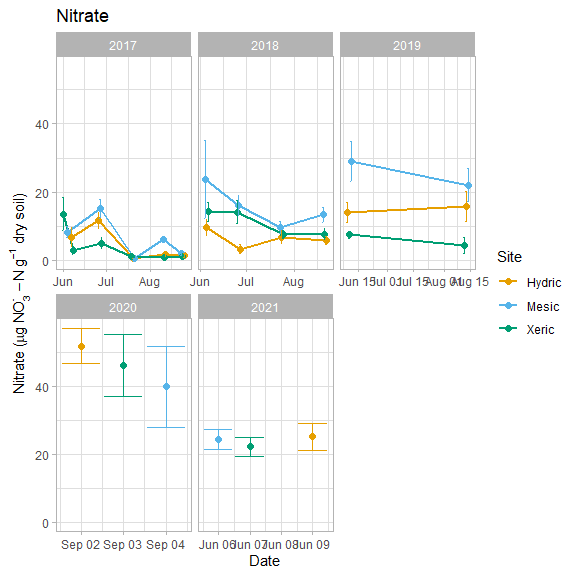 Nitrate
2017
2018
2019
40
20
0
Jun
Jul
Aug
Jun
Jul
Aug
Jun 15
Jul 01
Jul 15
Aug 01
Aug 15
Nitrate (µg NO₃⁻ – N g⁻¹ dry soil)
Site
Hydric
Mesic
Xeric
2020
2021
40
20
0
Sep 02
Sep 03
Sep 04
Jun 06
Jun 07
Jun 08
Jun 09
Date